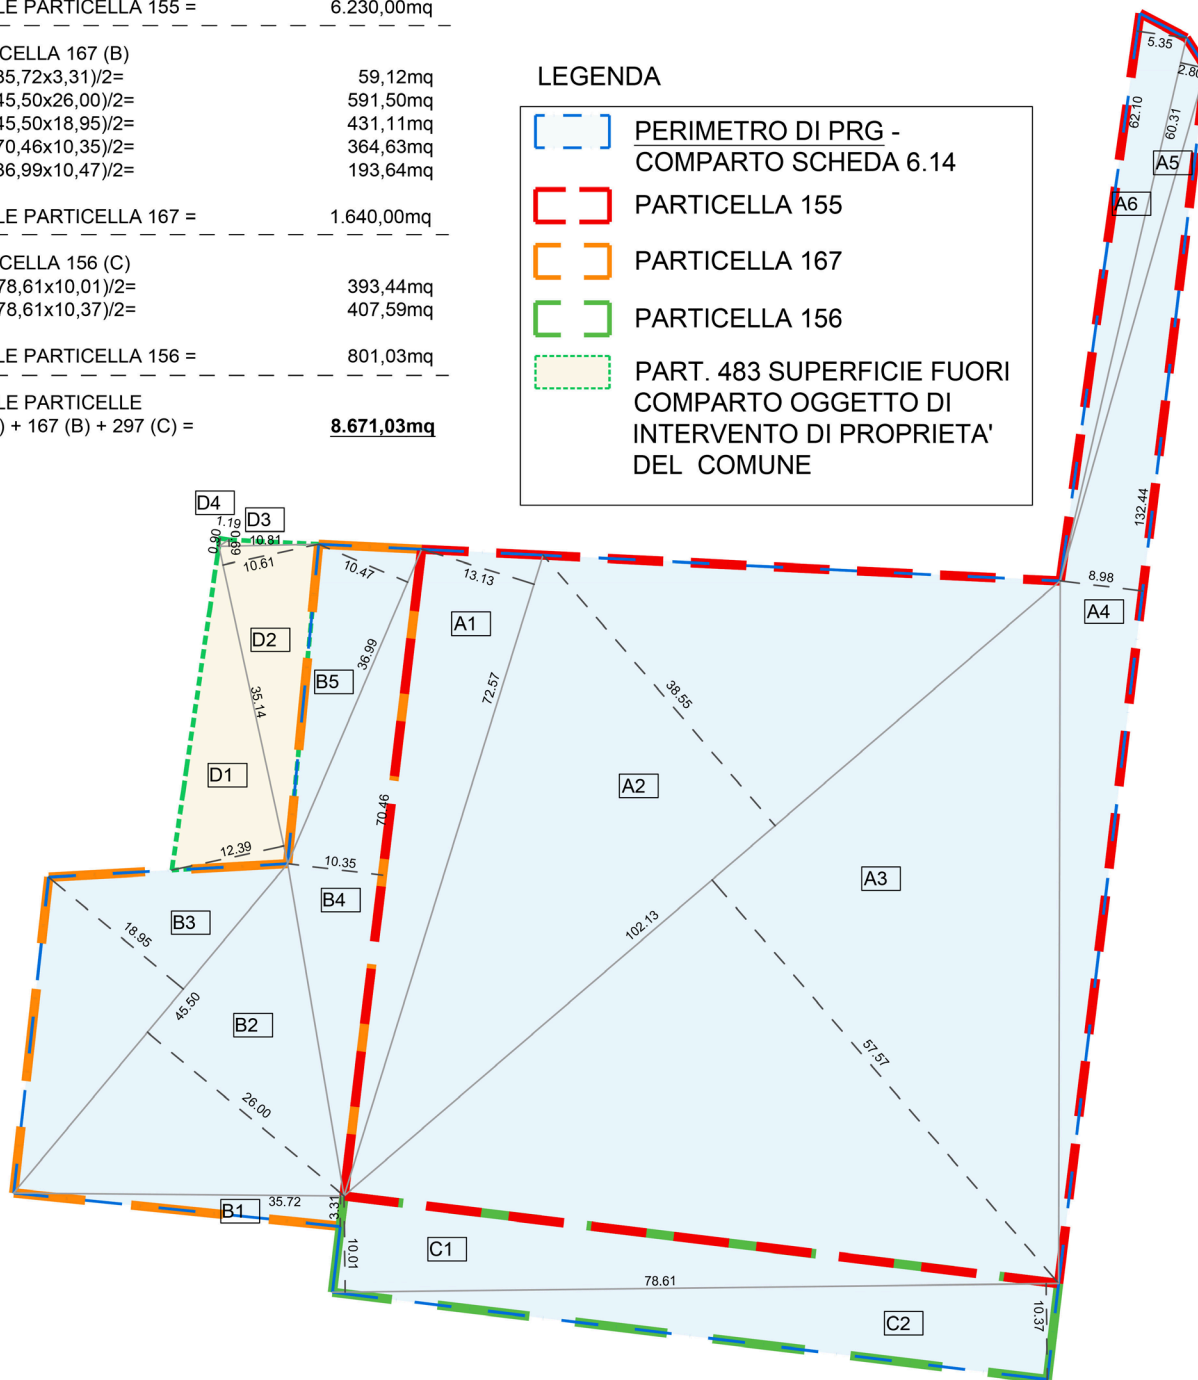 LE PARTICELLA 155 = 6.230,00mq
CELLA 167 (B)
35,72x3,31)/2= 59,12mq
45,50x26,00)/2= 591,50mq
45,50x18,95)/2= 431,11mq
70,46x10,35)/2= 364,63mq
36,99x10,47)/2= 193,64mq
LE PARTICELLA 167 = 1.640,00mq
CELLA 156 (C)
78,61x10,01)/2= 393,44mq
78,61x10,37)/2= 407,59mq
LE PARTICELLA 156 = 801,03mq
LE PARTICELLE
) + 167 (B) + 297 (C) = 8.671,03mq
LEGENDA
PERIMETRO DI PRG -
COMPARTO SCHEDA 6.14
PARTICELLA 155
PARTICELLA 167
PARTICELLA 156
PART. 483 SUPERFICIE FUORI
COMPARTO OGGETTO DI
INTERVENTO DI PROPRIETA'
DEL COMUNE
5.35
2.80
62.10
60.31
A5
A6
132.44
8.98
A4
D4
1.19
D3
0.90
0.69
10.81
10.61
10.47
13.13
A1
D2
36.99
B5
35.14
72.57
38.55
D1
A2
70.46
12.39
10.35
B4
A3
B3
18.95
102.13
45.50
B2
57.57
26.00
35.72
3.31
B1
C1
10.01
78.61
C2
10.37